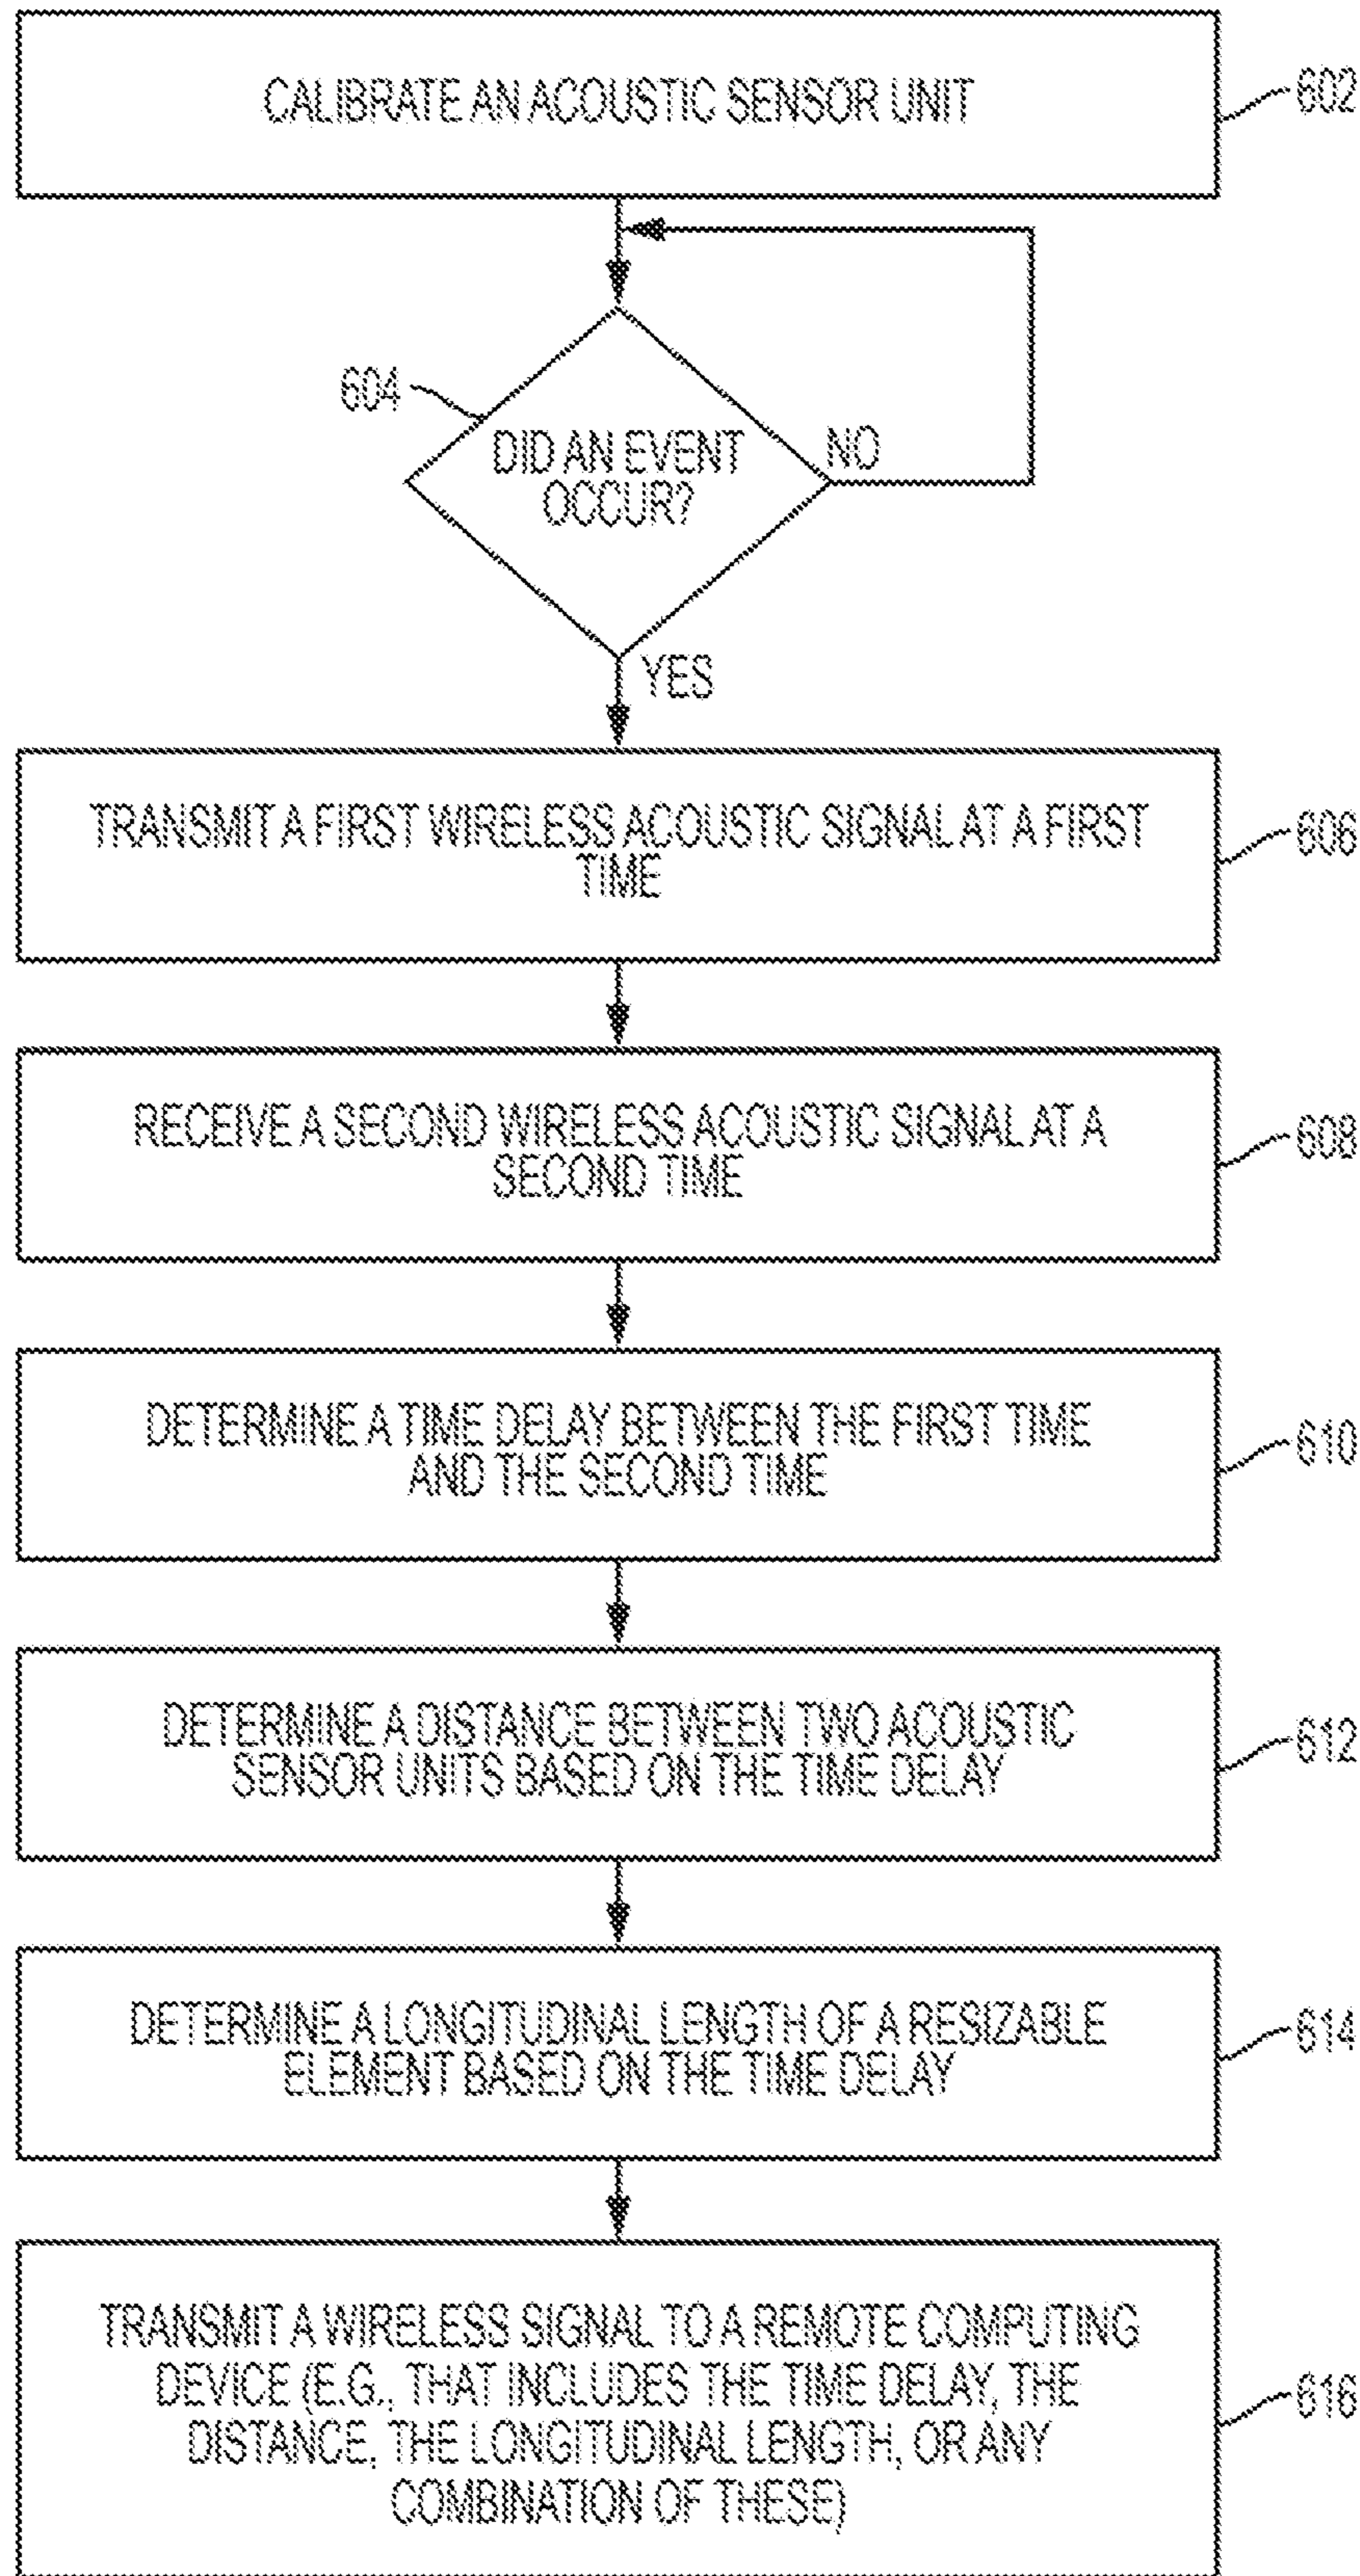 CALIBRATE AN ACOUSTIC SENSOR UNIT
602
604
DID AN EVENT
OCCUR?
NO
YES
TRANSMIT A FIRST WIRELESS ACOUSTIC SIGNAL AT A FIRST
TIME
606
RECEIVE A SECOND WIRELESS ACOUSTIC SIGNAL AT A
SECOND TIME
608
DETERMINE A TIME DELAY BETWEEN THE FIRST TIME
AND THE SECOND TIME
610
DETERMINE A DISTANCE BETWEEN TWO ACOUSTIC
SENSOR UNITS BASED ON THE TIME DELAY
612
DETERMINE A LONGITUDINAL LENGTH OF A RESIZABLE
ELEMENT BASED ON THE TIME DELAY
614
TRANSMIT A WIRELESS SIGNAL TO A REMOTE COMPUTING
DEVICE (E.G., THAT INCLUDES THE TIME DELAY, THE
DISTANCE, THE LONGITUDINAL LENGTH, OR ANY
COMBINATION OF THESE)
616